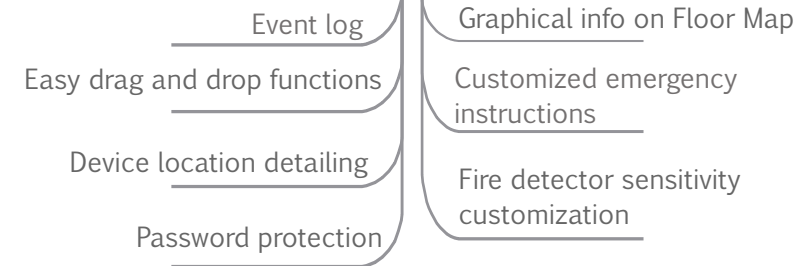 Event log
Easy drag and drop functions
Device location detailing
Password protection
Graphical info on Floor Map
Customized emergency
instructions
Fire detector sensitivity
customization